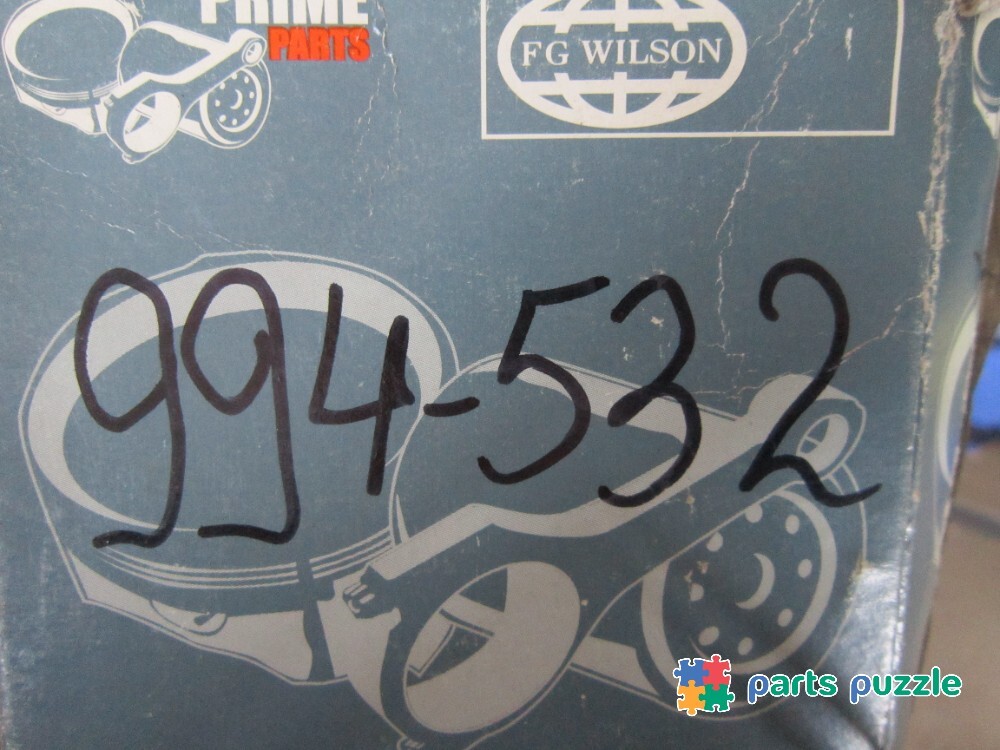 PRIME
PARTS
FG WILSON
994-532
parts puzzle